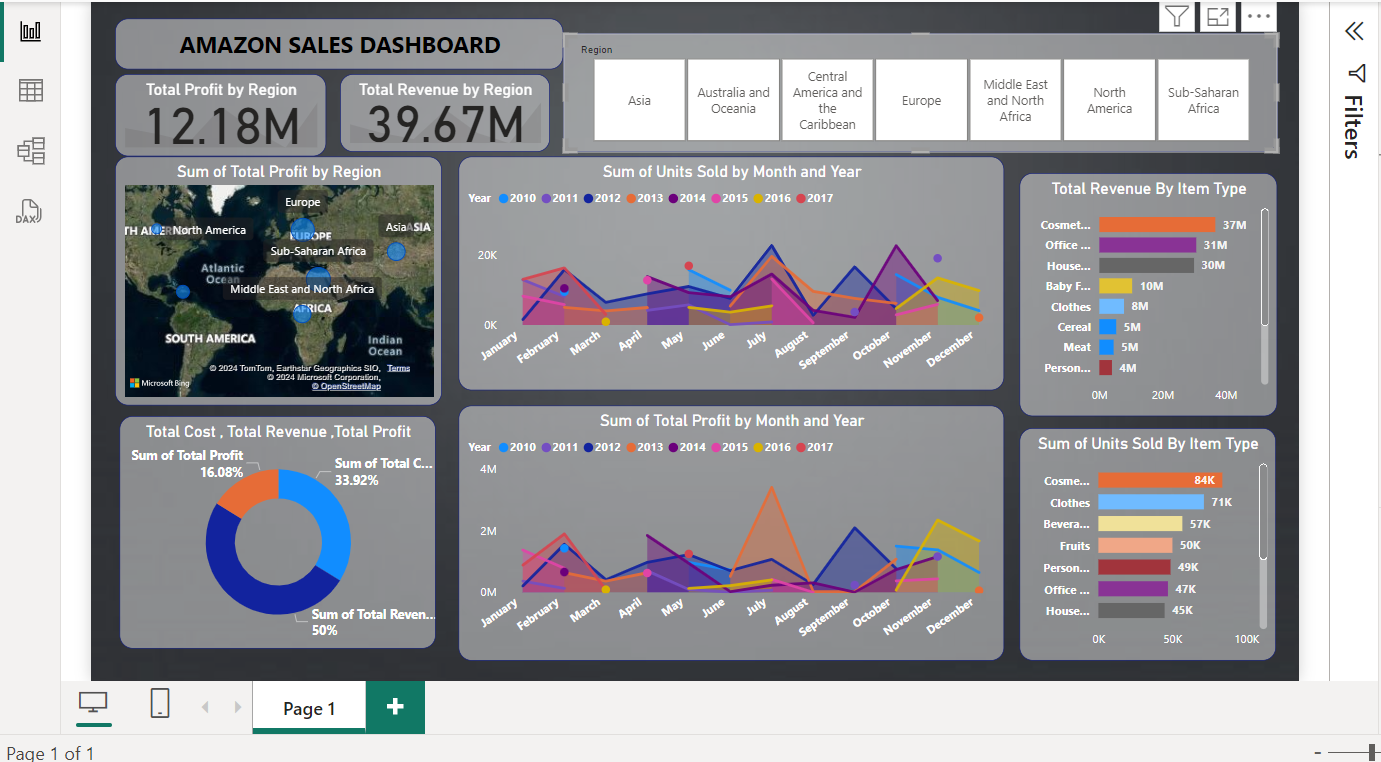 AMAZON SALES DASHBOARD
Total Profit by Region
12.18M
Total Revenue by Region
39.67M
Region
Asia
Australia and
Oceania
Central
America and
the
Caribbean
Europe
Middle East
and North
Africa
North
America
Sub-Saharan
Africa
Filters
DAX
Sum of Total Profit by Region
Europe
North America
Asia
ASIA
EUROPE
Sub-Saharan Africa
Atlantic
Ocean
Middle East and North Africa
AFRICA
SOUTH AMERICA
Indian
Ocean
© 2024 TomTom, Earthstar Geographics SIO, Terms
© 2024 Microsoft Corporation,
© OpenStreetMap
Microsoft Bing
Sum of Units Sold by Month and Year
Year 2010 2011 2012 2013 2014 2015 2016 2017
20K
0K
January February March April May June July August September October November December
Total Revenue By Item Type
Cosmet... 37M
Office ... 31M
House... 30M
Baby F... 10M
Clothes 8M
Cereal 5M
Meat 5M
Person... 4M
0M 20M 40M
Total Cost , Total Revenue ,Total Profit
Sum of Total Profit
16.08%
Sum of Total C...
33.92%
Sum of Total Reven...
50%
Sum of Total Profit by Month and Year
Year 2010 2011 2012 2013 2014 2015 2016 2017
4M
2M
0M
January February March April May June July August September October November December
Sum of Units Sold By Item Type
Cosme... 84K
Clothes 71K
Bevera... 57K
Fruits 50K
Person... 49K
Office ... 47K
House... 45K
0K 50K 100K
Page 1
Page 1 of 1